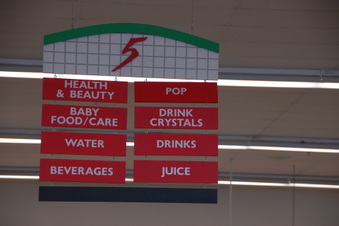 5
HEALTH
& BEAUTY
POP
BABY
FOOD/CARE
DRINK
CRYSTALS
WATER
DRINKS
BEVERAGES
JUICE